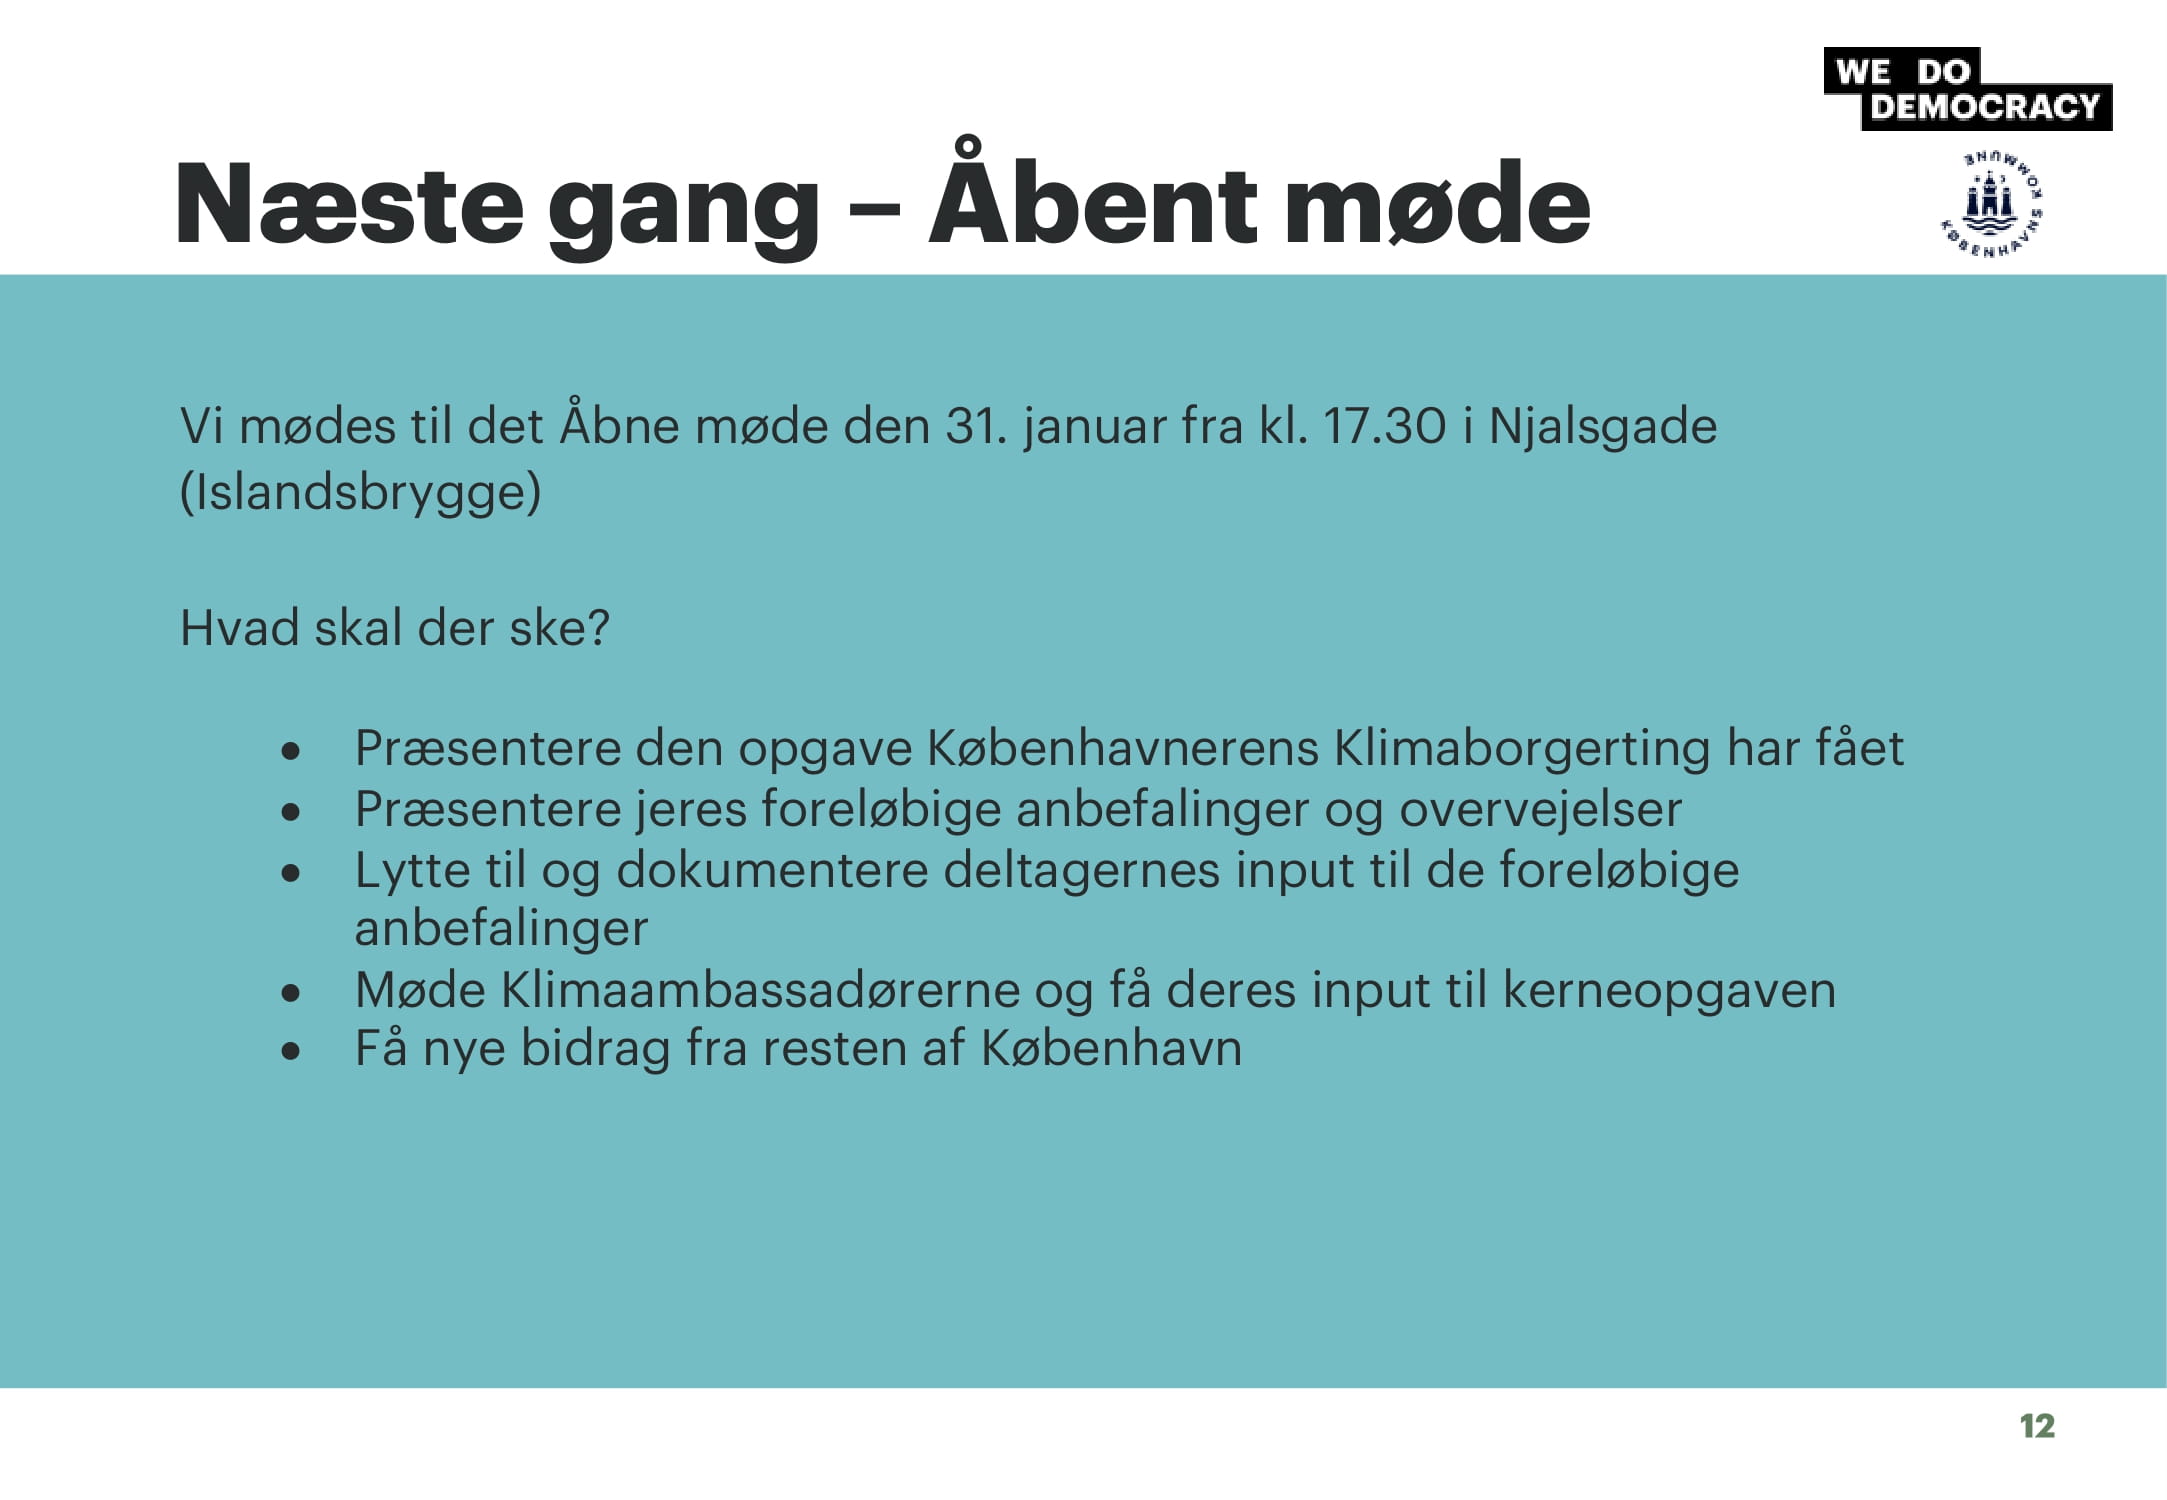 WE DO
DEMOCRACY
KØBENHAVNS KOMMUNE
Næste gang – Åbent møde
Vi mødes til det Åbne møde den 31. januar fra kl. 17.30 i Njalsgade
(Islandsbrygge)
Hvad skal der ske?
● Præsentere den opgave Københavnerens Klimaborgerting har fået
● Præsentere jeres foreløbige anbefalinger og overvejelser
● Lytte til og dokumentere deltagernes input til de foreløbige
anbefalinger
● Møde Klimaambassadørerne og få deres input til kerneopgaven
● Få nye bidrag fra resten af København
12